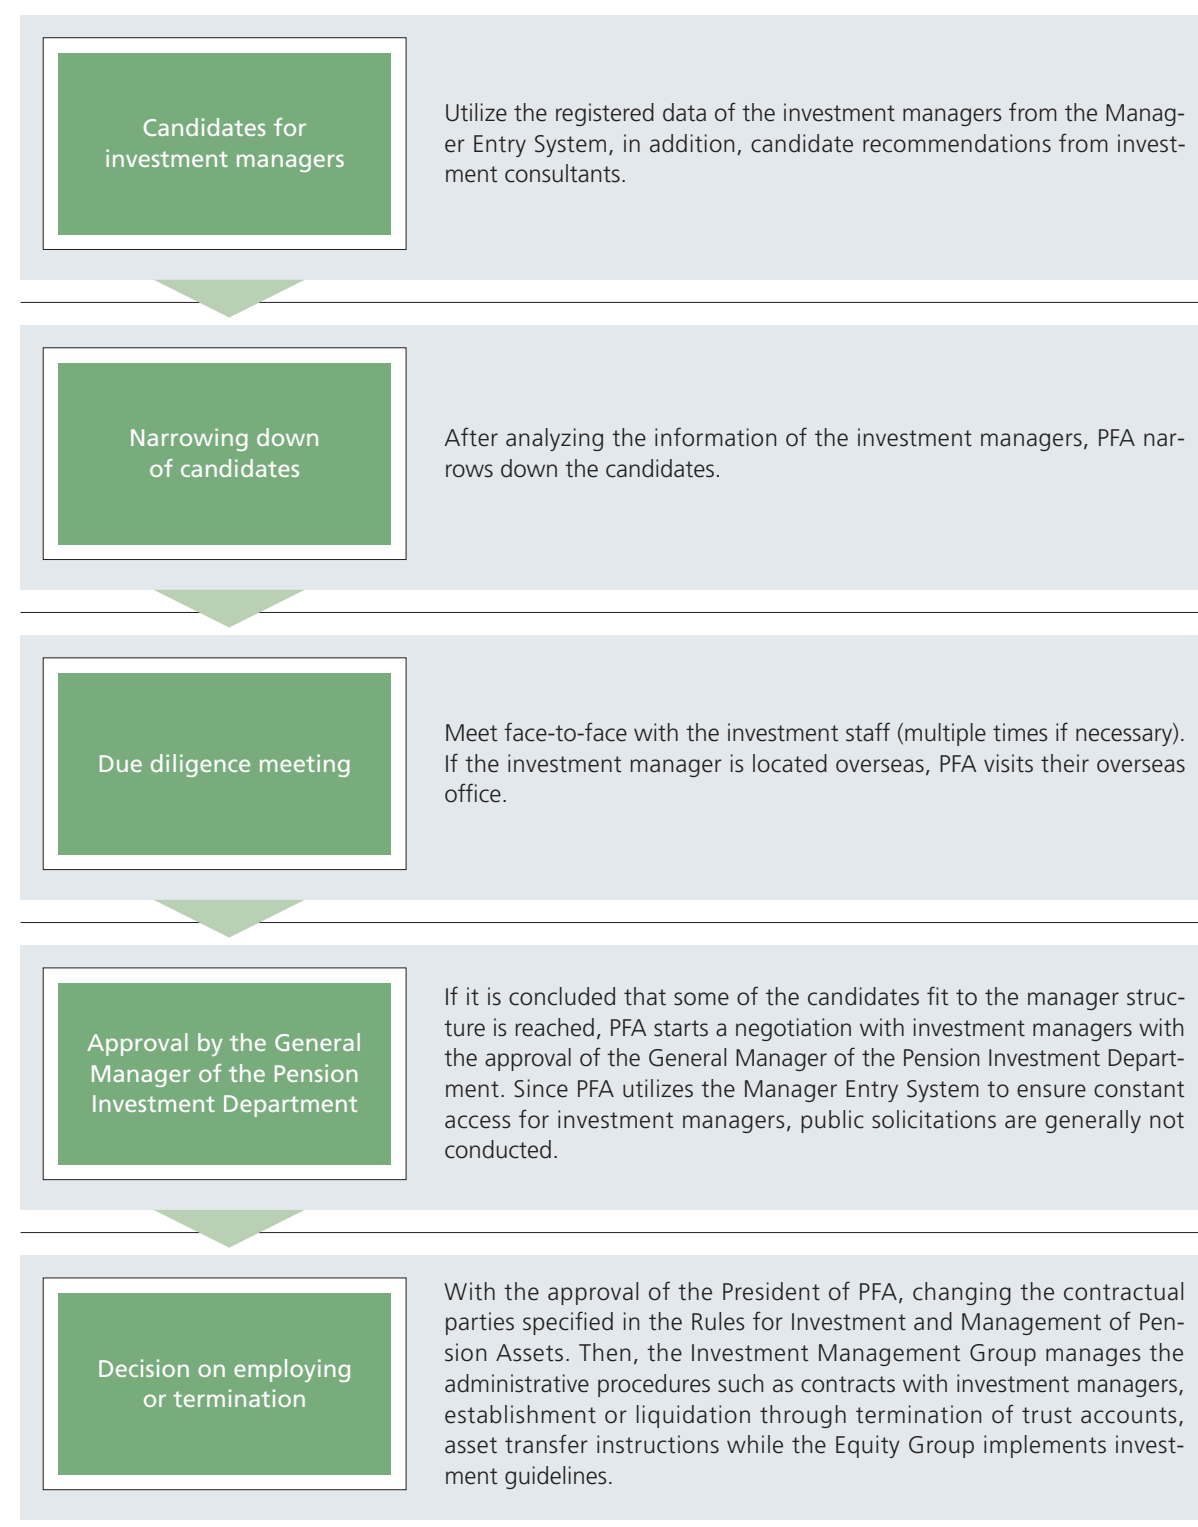 Candidates for
investment managers
Utilize the registered data of the investment managers from the Manag-
er Entry System, in addition, candidate recommendations from invest-
ment consultants.
Narrowing down
of candidates
After analyzing the information of the investment managers, PFA nar-
rows down the candidates.
Due diligence meeting
Meet face-to-face with the investment staff (multiple times if necessary).
If the investment manager is located overseas, PFA visits their overseas
office.
Approval by the General
Manager of the Pension
Investment Department
If it is concluded that some of the candidates fit to the manager struc-
ture is reached, PFA starts a negotiation with investment managers with
the approval of the General Manager of the Pension Investment Depart-
ment. Since PFA utilizes the Manager Entry System to ensure constant
access for investment managers, public solicitations are generally not
conducted.
Decision on employing
or termination
With the approval of the President of PFA, changing the contractual
parties specified in the Rules for Investment and Management of Pen-
sion Assets. Then, the Investment Management Group manages the
administrative procedures such as contracts with investment managers,
establishment or liquidation through termination of trust accounts,
asset transfer instructions while the Equity Group implements invest-
ment guidelines.